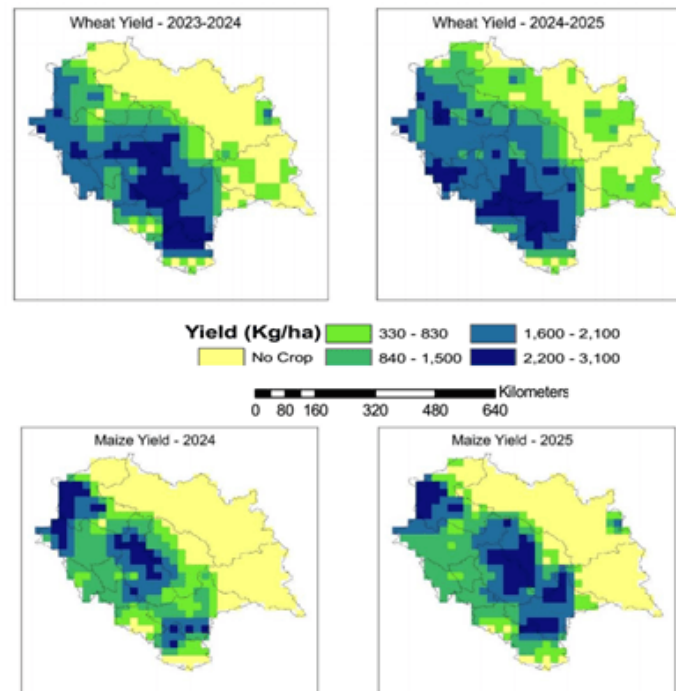 Wheat Yield - 2023-2024
Wheat Yield - 2024-2025
Yield (Kg/ha)
330 - 830
1,600 - 2,100
No Crop
840 - 1,500
2,200 - 3,100
Kilometers
0 80 160 320 480 640
Maize Yield - 2024
Maize Yield - 2025